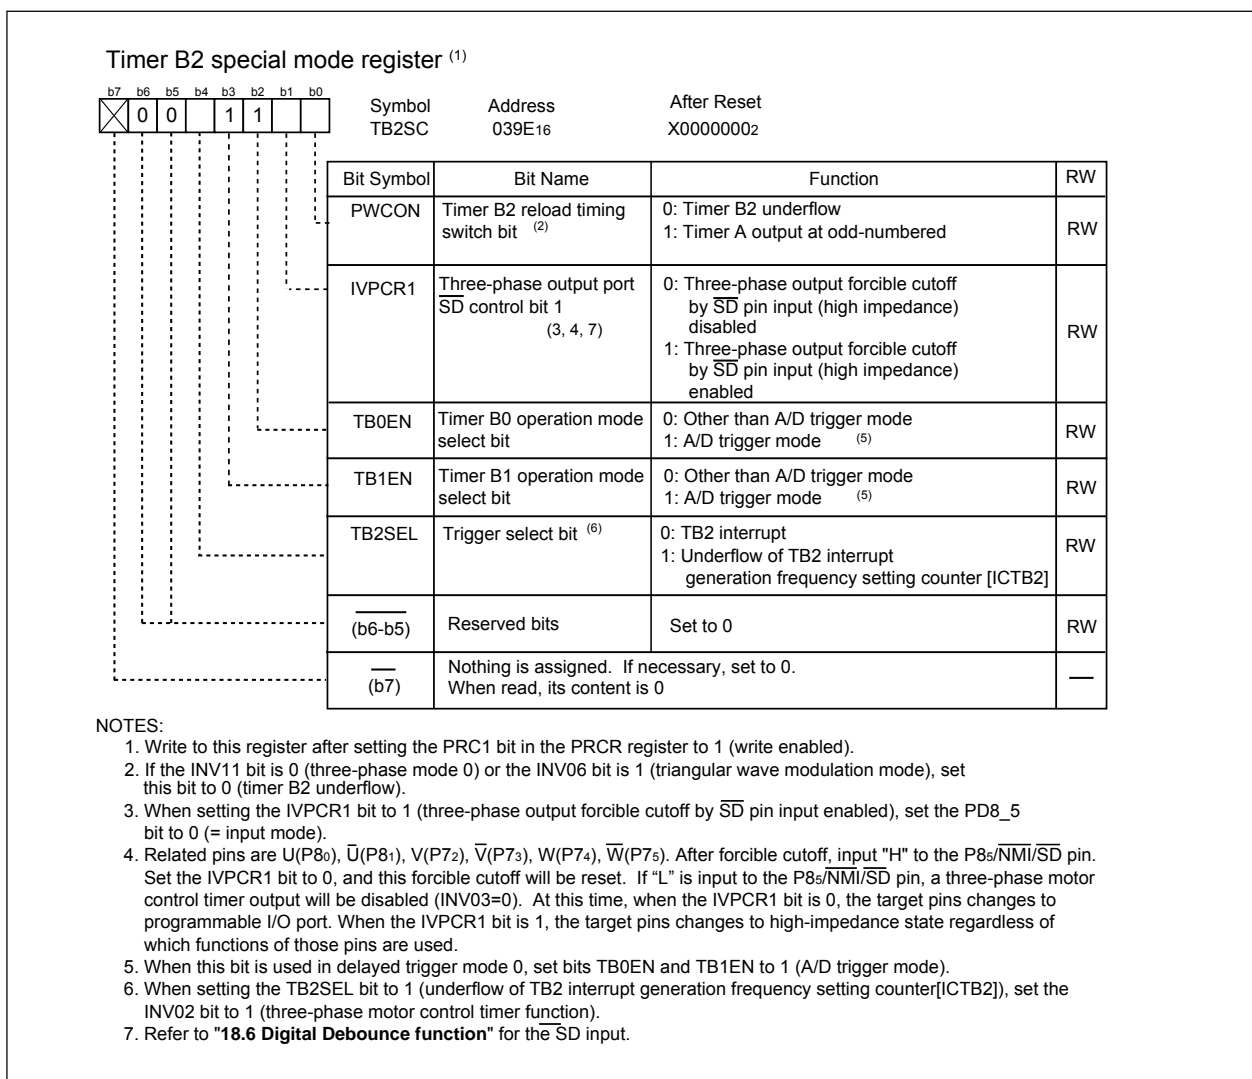 Timer B2 special mode register (1)
b7 b6 b5 b4 b3 b2 b1 b0
0 0 1 1
Symbol Address After Reset
TB2SC 039E16 X00000002
Bit Symbol Bit Name Function RW
PWCON Timer B2 reload timing switch bit (2) 0: Timer B2 underflow
1: Timer A output at odd-numbered
RW
IVPCR1 Three-phase output port
SD control bit 1
(3, 4, 7)
0: Three-phase output forcible cutoff
by SD pin input (high impedance)
disabled
1: Three-phase output forcible cutoff
by SD pin input (high impedance)
enabled
RW
TB0EN Timer B0 operation mode
select bit
0: Other than A/D trigger mode
1: A/D trigger mode (5)
RW
TB1EN Timer B1 operation mode
select bit
0: Other than A/D trigger mode
1: A/D trigger mode (5)
RW
TB2SEL Trigger select bit (6)
0: TB2 interrupt
1: Underflow of TB2 interrupt
generation frequency setting counter [ICTB2]
RW
(b6-b5) Reserved bits Set to 0 RW
(b7) Nothing is assigned. If necessary, set to 0.
When read, its content is 0
—
NOTES:
1. Write to this register after setting the PRC1 bit in the PRCR register to 1 (write enabled).
2. If the INV11 bit is 0 (three-phase mode 0) or the INV06 bit is 1 (triangular wave modulation mode), set
this bit to 0 (timer B2 underflow).
3. When setting the IVPCR1 bit to 1 (three-phase output forcible cutoff by SD pin input enabled), set the PD8_5
bit to 0 (= input mode).
4. Related pins are U(P80), U̅(P81), V(P72), V̅(P73), W(P74), W̅(P75). After forcible cutoff, input "H" to the P85/NMI/SD pin.
Set the IVPCR1 bit to 0, and this forcible cutoff will be reset. If “L” is input to the P85/NMI/SD pin, a three-phase motor
control timer output will be disabled (INV03=0). At this time, when the IVPCR1 bit is 0, the target pins changes to
programmable I/O port. When the IVPCR1 bit is 1, the target pins changes to high-impedance state regardless of
which functions of those pins are used.
5. When this bit is used in delayed trigger mode 0, set bits TB0EN and TB1EN to 1 (A/D trigger mode).
6. When setting the TB2SEL bit to 1 (underflow of TB2 interrupt generation frequency setting counter[ICTB2]), set the
INV02 bit to 1 (three-phase motor control timer function).
7. Refer to "18.6 Digital Debounce function" for the SD input.